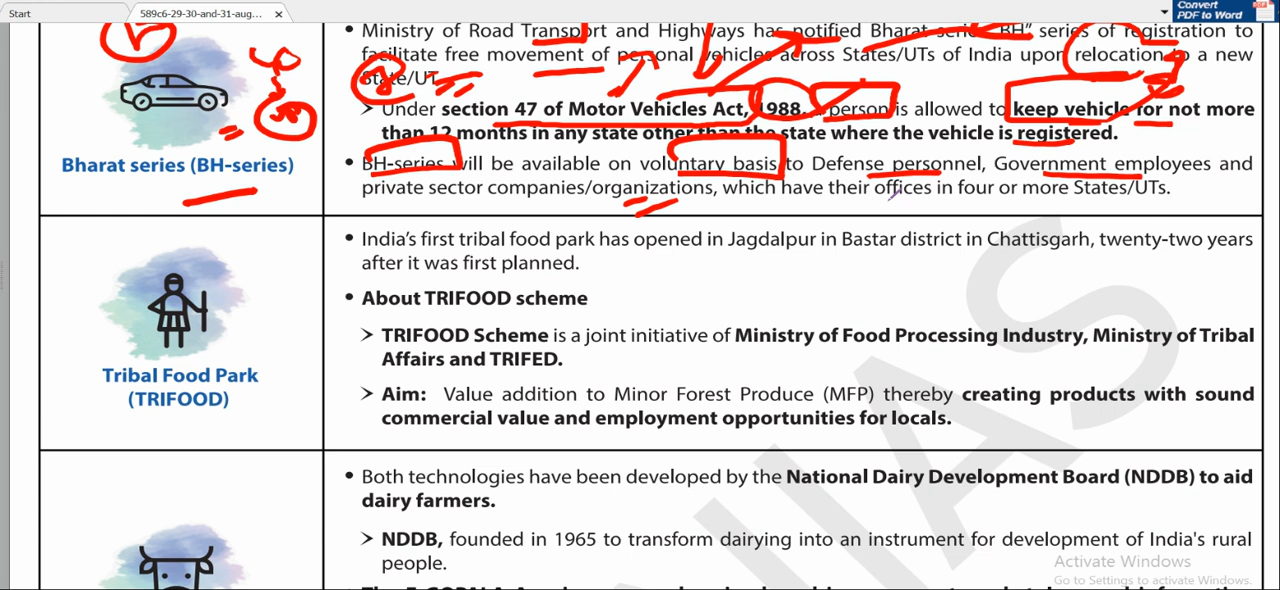 Start
589c6-29-30-and-31-aug...
Convert
PDF to Word
Ministry of Road Transport and Highways has notified Bharat series "BH" series of registration to
facilitate free movement of personal vehicles across States/UTs of India upon relocation to a new
State/UT.
Under section 47 of Motor Vehicles Act, 1988, a person is allowed to keep vehicle for not more
than 12 months in any state other than the state where the vehicle is registered.
BH-series will be available on voluntary basis to Defense personnel, Government employees and
private sector companies/organizations, which have their offices in four or more States/UTs.
Bharat series (BH-series)
India's first tribal food park has opened in Jagdalpur in Bastar district in Chattisgarh, twenty-two years
after it was first planned.
About TRIFOOD scheme
TRIFOOD Scheme is a joint initiative of Ministry of Food Processing Industry, Ministry of Tribal
Affairs and TRIFED.
Aim: Value addition to Minor Forest Produce (MFP) thereby creating products with sound
commercial value and employment opportunities for locals.
Tribal Food Park
(TRIFOOD)
Both technologies have been developed by the National Dairy Development Board (NDDB) to aid
dairy farmers.
NDDB, founded in 1965 to transform dairying into an instrument for development of India's rural
people.
Activate Windows
Go to Settings to activate Windows.